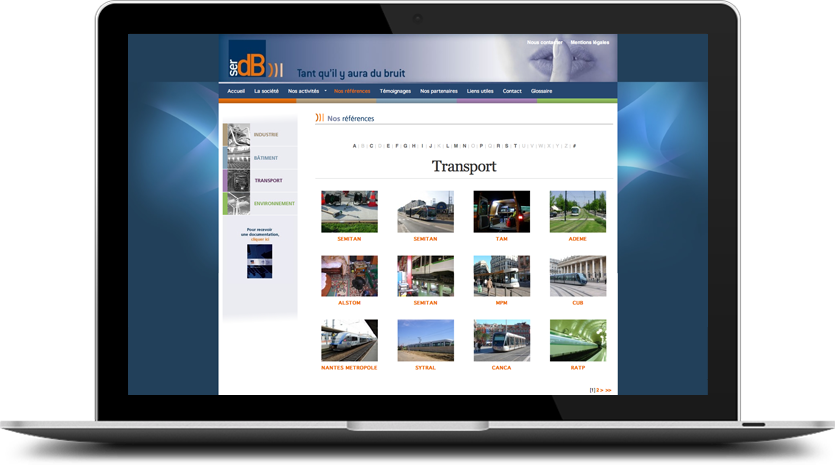 Nous contacter Mentions légales
ser dB
Tant qu'il y aura du bruit
Accueil La société Nos activités Nos références Témoignages Nos partenaires Liens utiles Contact Glossaire
Nos références
A | B | C | D | E | F | G | H | I | J | K | L | M | N | O | P | Q | R | S | T | U | V | W | X | Y | Z | #
Transport
INDUSTRIE
BÂTIMENT
TRANSPORT
ENVIRONNEMENT
Pour recevoir
une documentation,
cliquer ici
SEMITAN SEMITAN TAM ADEME
ALSTOM SEMITAN MPM CUB
NANTES METROPOLE SYTRAL CANCA RATP
[1] 2 > >>